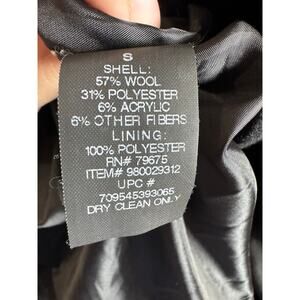 S
SHELL:
57% WOOL
31% POLYESTER
6% ACRYLIC
6% OTHER FIBERS
LINING:
100% POLYESTER
RN# 79675
ITEM# 980029312
UPC #
709545393065
DRY CLEAN ONLY